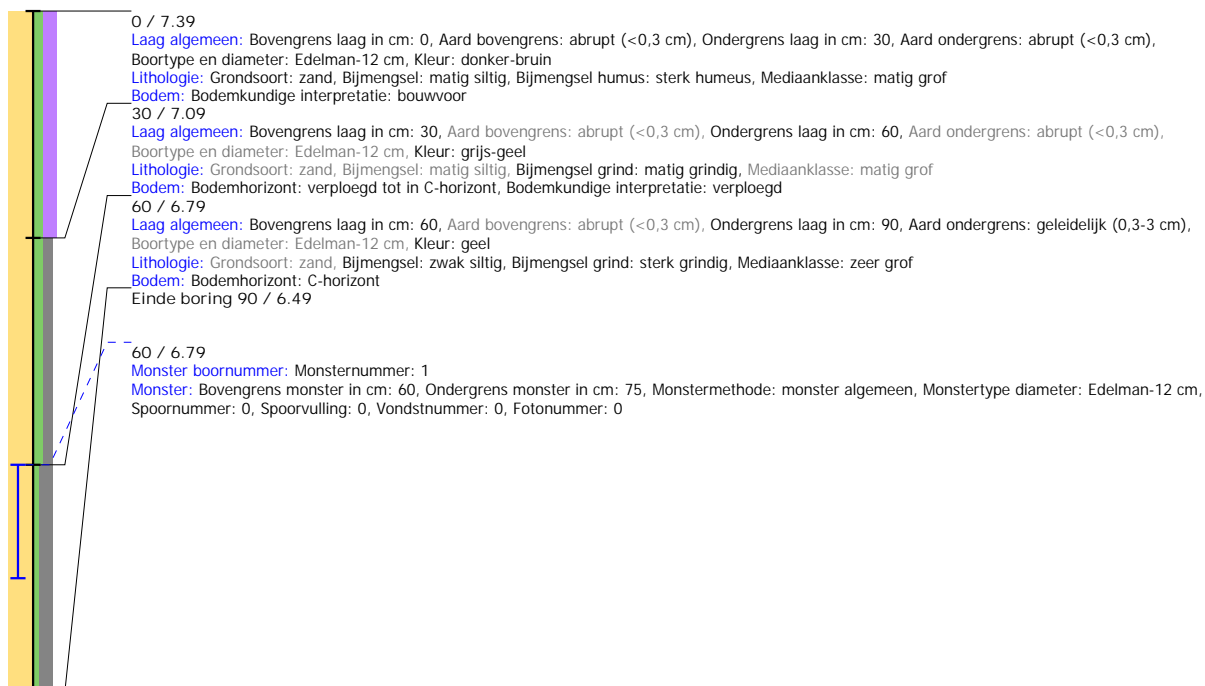 0 / 7.39
Laag algemeen: Bovengrens laag in cm: 0, Aard bovengrens: abrupt (<0,3 cm), Ondergrens laag in cm: 30, Aard ondergrens: abrupt (<0,3 cm),
Boortype en diameter: Edelman-12 cm, Kleur: donker-bruin
Lithologie: Grondsoort: zand, Bijmengsel: matig siltig, Bijmengsel humus: sterk humeus, Mediaanklasse: matig grof
Bodem: Bodemkundige interpretatie: bouwvoor
30 / 7.09
Laag algemeen: Bovengrens laag in cm: 30, Aard bovengrens: abrupt (<0,3 cm), Ondergrens laag in cm: 60, Aard ondergrens: abrupt (<0,3 cm),
Boortype en diameter: Edelman-12 cm, Kleur: grijs-geel
Lithologie: Grondsoort: zand, Bijmengsel: matig siltig, Bijmengsel grind: matig grindig, Mediaanklasse: matig grof
Bodem: Bodemhorizont: verploegd tot in C-horizont, Bodemkundige interpretatie: verploegd
60 / 6.79
Laag algemeen: Bovengrens laag in cm: 60, Aard bovengrens: abrupt (<0,3 cm), Ondergrens laag in cm: 90, Aard ondergrens: geleidelijk (0,3-3 cm),
Boortype en diameter: Edelman-12 cm, Kleur: geel
Lithologie: Grondsoort: zand, Bijmengsel: zwak siltig, Bijmengsel grind: sterk grindig, Mediaanklasse: zeer grof
Bodem: Bodemhorizont: C-horizont
Einde boring 90 / 6.49
60 / 6.79
Monster boornummer: Monsternummer: 1
Monster: Bovengrens monster in cm: 60, Ondergrens monster in cm: 75, Monstermethode: monster algemeen, Monstertype diameter: Edelman-12 cm,
Spoornummer: 0, Spoorvulling: 0, Vondstnummer: 0, Fotonummer: 0